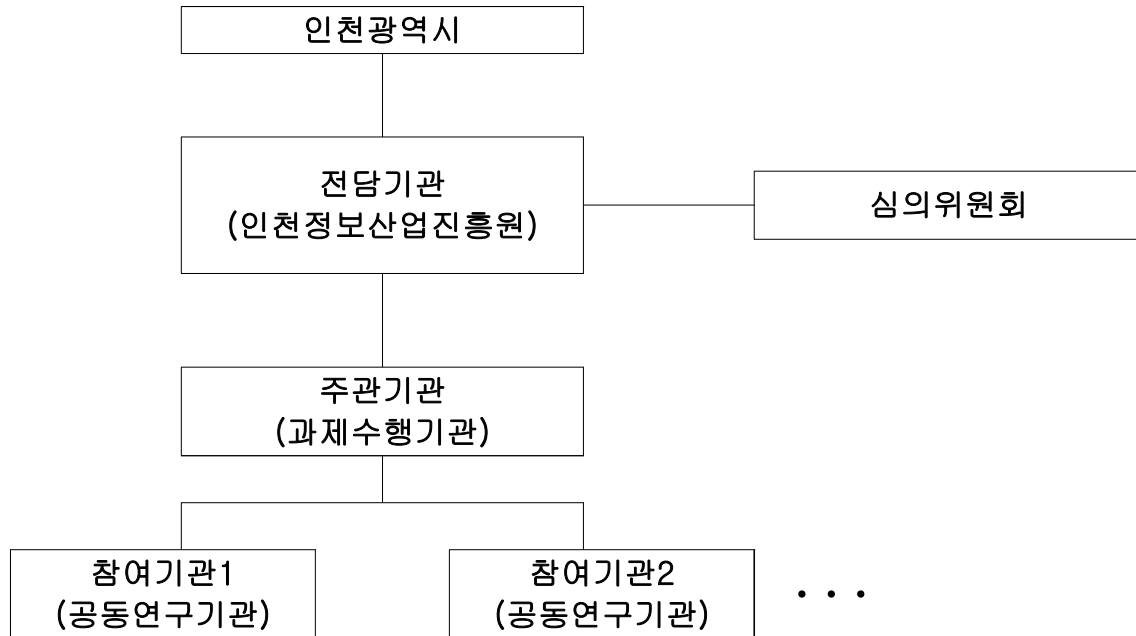 인천광역시
전담기관
(인천정보산업진흥원)
심의위원회
주관기관
(과제수행기관)
참여기관1
(공동연구기관)
참여기관2
(공동연구기관)
• • •